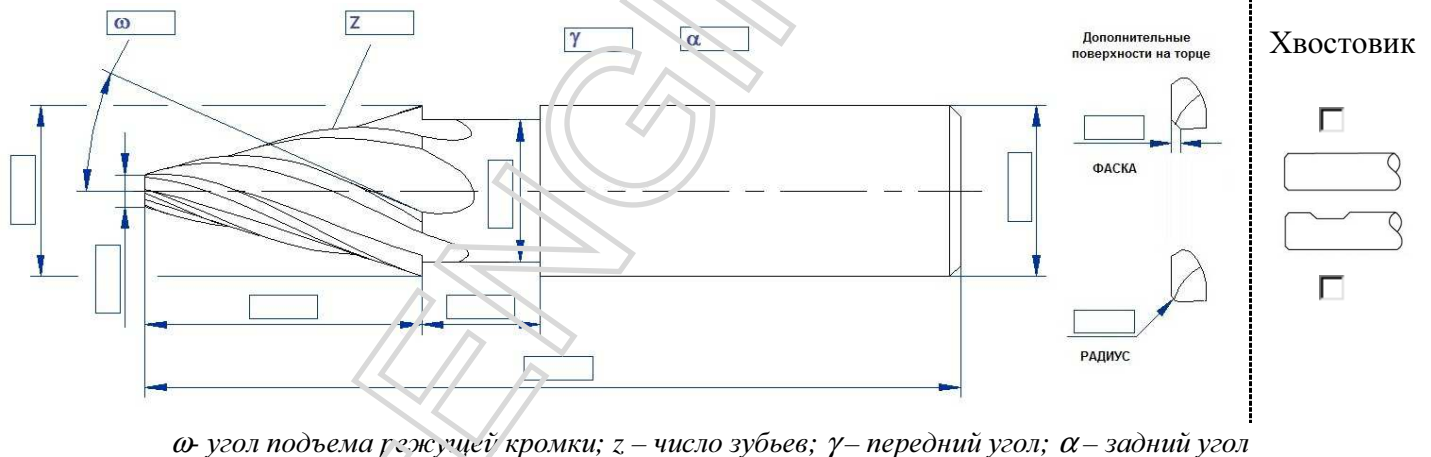 ω
z
γ
α
Дополнительные
поверхности на торце
ФАСКА
РАДИУС
Хвостовик
ω- угол подъема режущей кромки; z – число зубьев; γ – передний угол; α – задний угол